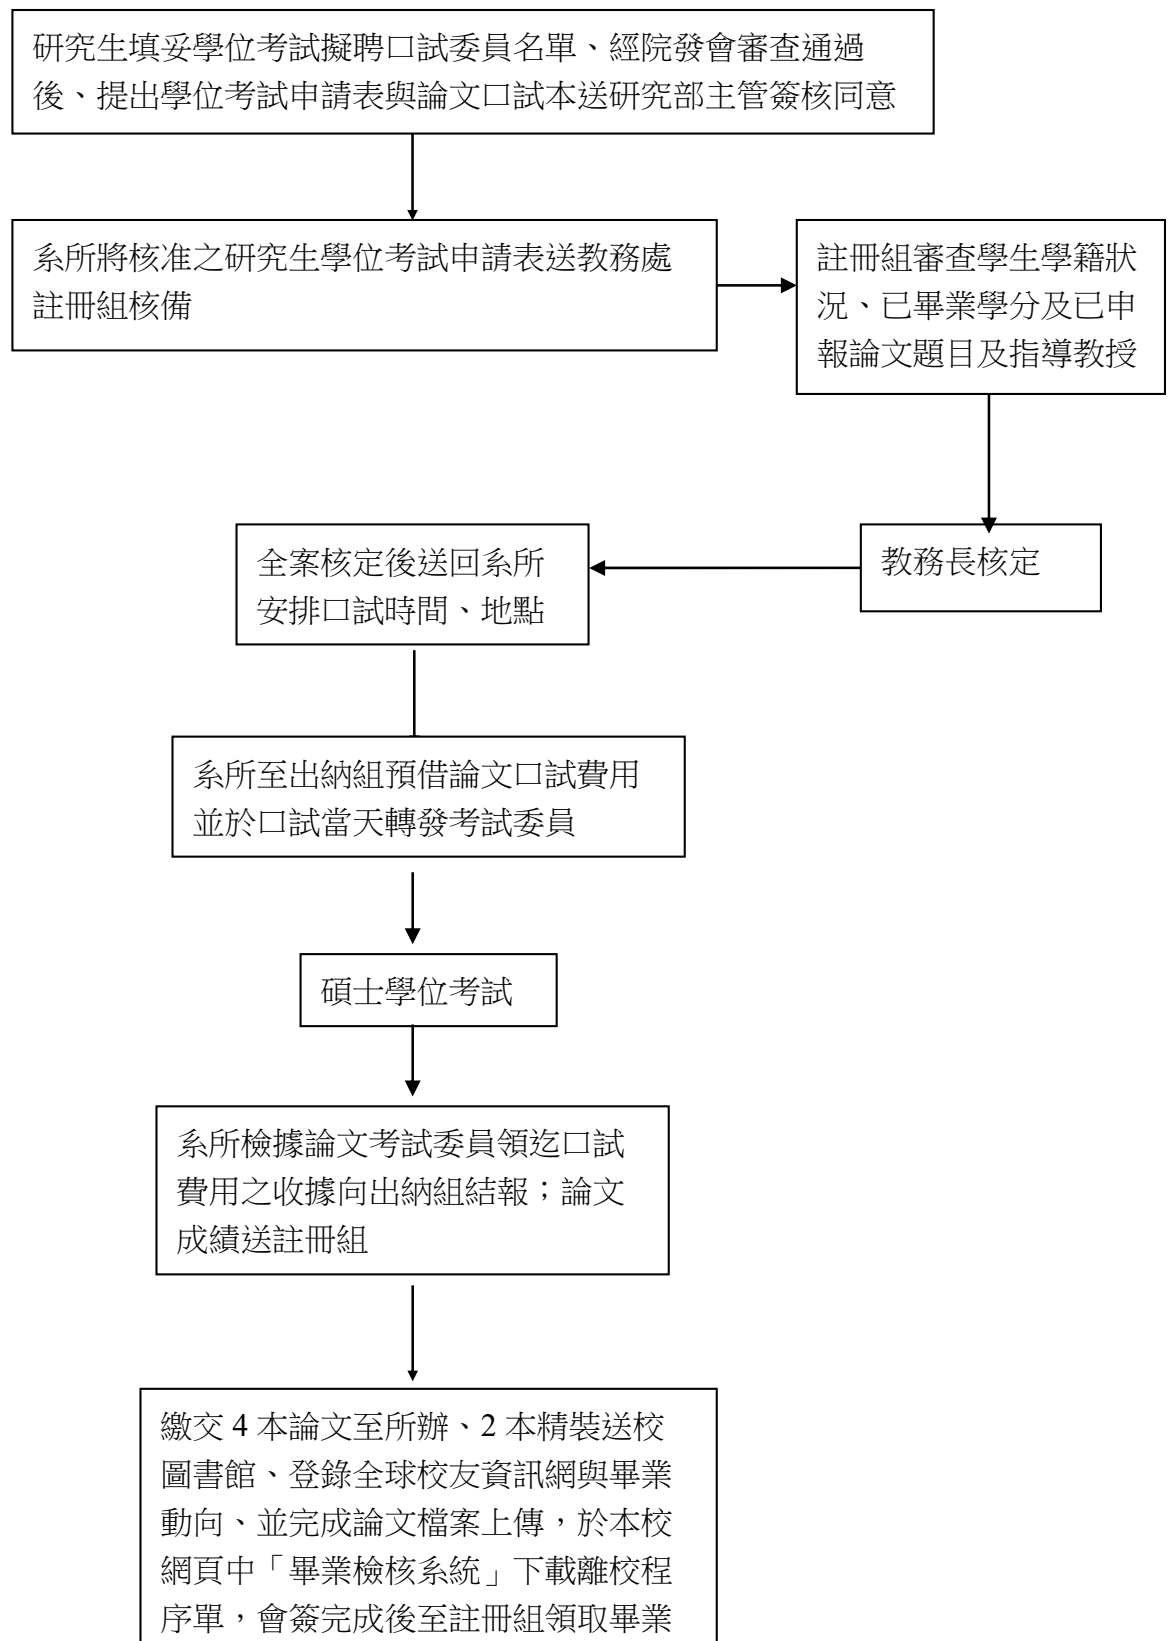 研究生填妥學位考試擬聘口試委員名單、經院發會審查通過
後、提出學位考試申請表與論文口試本送研究部主管簽核同意
系所將核准之研究生學位考試申請表送教務處
註冊組核備
註冊組審查學生學籍狀
況、已畢業學分及已申
報論文題目及指導教授
教務長核定
全案核定後送回系所
安排口試時間、地點
系所至出納組預借論文口試費用
並於口試當天轉發考試委員
碩士學位考試
系所檢據論文考試委員領迄口試
費用之收據向出納組結報；論文
成績送註冊組
繳交 4 本論文至所辦、2 本精裝送校
圖書館、登錄全球校友資訊網與畢業
動向、並完成論文檔案上傳，於本校
網頁中「畢業檢核系統」下載離校程
序單，會簽完成後至註冊組領取畢業